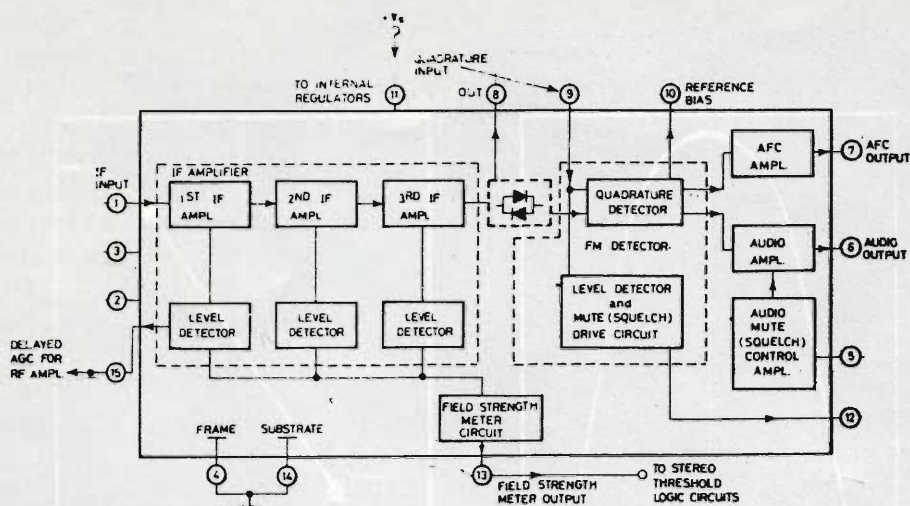 +Vs
?
QUADRATURE
INPUT
TO INTERNAL
REGULATORS
11
OUT
8
9
10
REFERENCE
BIAS
IF
INPUT
1
3
2
IF AMPLIFIER
1ST IF
AMPL
2ND IF
AMPL
3RD IF
AMPL
QUADRATURE
DETECTOR
FM DETECTOR
AFC
AMPL.
7
AFC
OUTPUT
AUDIO
AMPL.
6
AUDIO
OUTPUT
LEVEL
DETECTOR
LEVEL
DETECTOR
LEVEL
DETECTOR
LEVEL DETECTOR
and
MUTE (SQUELCH)
DRIVE CIRCUIT
AUDIO
MUTE
(SQUELCH)
CONTROL
AMPL.
5
DELAYED
AGC FOR
RF AMPL
15
12
FIELD STRENGTH
METER
CIRCUIT
FRAME
SUBSTRATE
4
14
13
FIELD STRENGTH
METER OUTPUT
TO STEREO
THRESHOLD
LOGIC CIRCUITS